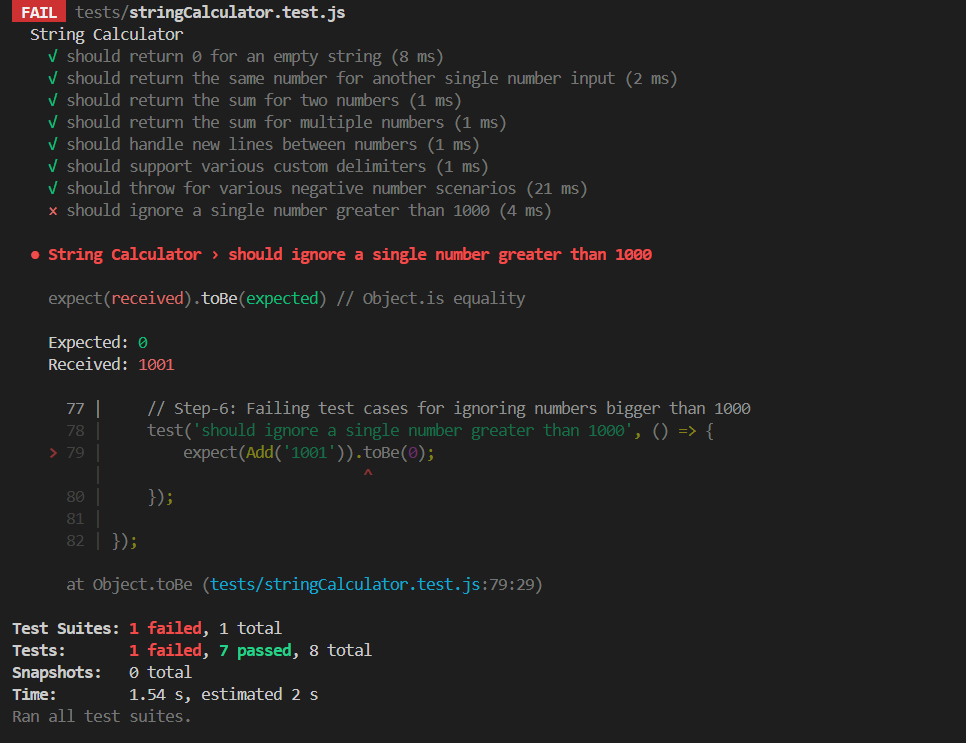 FAIL tests/stringCalculator.test.js
String Calculator
√ should return 0 for an empty string (8 ms)
√ should return the same number for another single number input (2 ms)
√ should return the sum for two numbers (1 ms)
√ should return the sum for multiple numbers (1 ms)
√ should handle new lines between numbers (1 ms)
√ should support various custom delimiters (1 ms)
√ should throw for various negative number scenarios (21 ms)
× should ignore a single number greater than 1000 (4 ms)
● String Calculator › should ignore a single number greater than 1000
expect(received).toBe(expected) // Object.is equality
Expected: 0
Received: 1001
77 |     // Step-6: Failing test cases for ignoring numbers bigger than 1000
78 |     test('should ignore a single number greater than 1000', () => {
> 79 |         expect(Add('1001')).toBe(0);
|                             ^
80 |     });
81 |
82 | });
at Object.toBe (tests/stringCalculator.test.js:79:29)
Test Suites: 1 failed, 1 total
Tests:       1 failed, 7 passed, 8 total
Snapshots:   0 total
Time:        1.54 s, estimated 2 s
Ran all test suites.